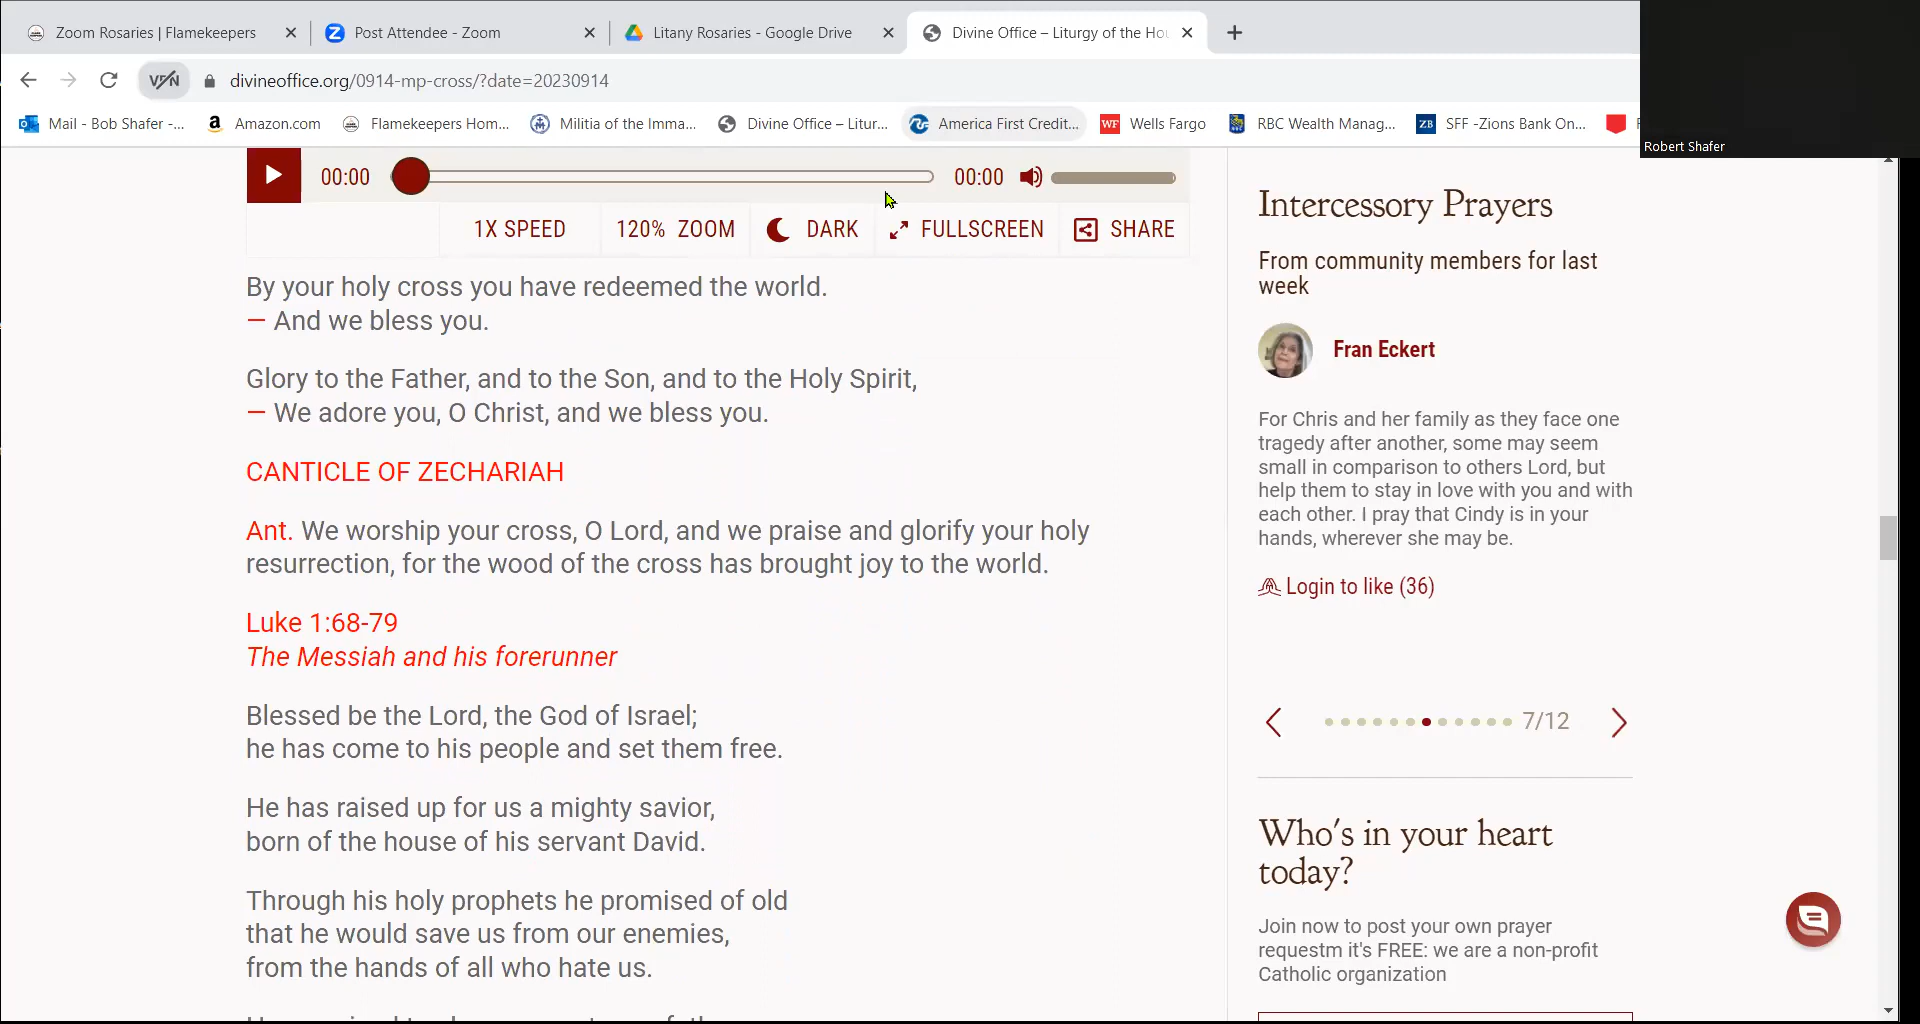 Zoom Rosaries | Flamekeepers
Post Attendee - Zoom
Litany Rosaries - Google Drive
Divine Office – Liturgy of the Hou
VPN
divineoffice.org/0914-mp-cross/?date=20230914
Mail - Bob Shafer -...
Amazon.com
Flamekeepers Hom...
Militia of the Imma...
Divine Office – Litur...
America First Credit...
WF Wells Fargo
RBC RBC Wealth Manag...
ZB SFF -Zions Bank On...
Robert Shafer
00:00
00:00
1X SPEED
120% ZOOM
DARK
FULLSCREEN
SHARE
By your holy cross you have redeemed the world.
— And we bless you.
Glory to the Father, and to the Son, and to the Holy Spirit,
— We adore you, O Christ, and we bless you.
CANTICLE OF ZECHARIAH
Ant. We worship your cross, O Lord, and we praise and glorify your holy
resurrection, for the wood of the cross has brought joy to the world.
Luke 1:68-79
The Messiah and his forerunner
Blessed be the Lord, the God of Israel;
he has come to his people and set them free.
He has raised up for us a mighty savior,
born of the house of his servant David.
Through his holy prophets he promised of old
that he would save us from our enemies,
from the hands of all who hate us.
Intercessory Prayers
From community members for last
week
Fran Eckert
For Chris and her family as they face one
tragedy after another, some may seem
small in comparison to others Lord, but
help them to stay in love with you and with
each other. I pray that Cindy is in your
hands, wherever she may be.
Login to like (36)
7/12
Who's in your heart
today?
Join now to post your own prayer
requestm it's FREE: we are a non-profit
Catholic organization